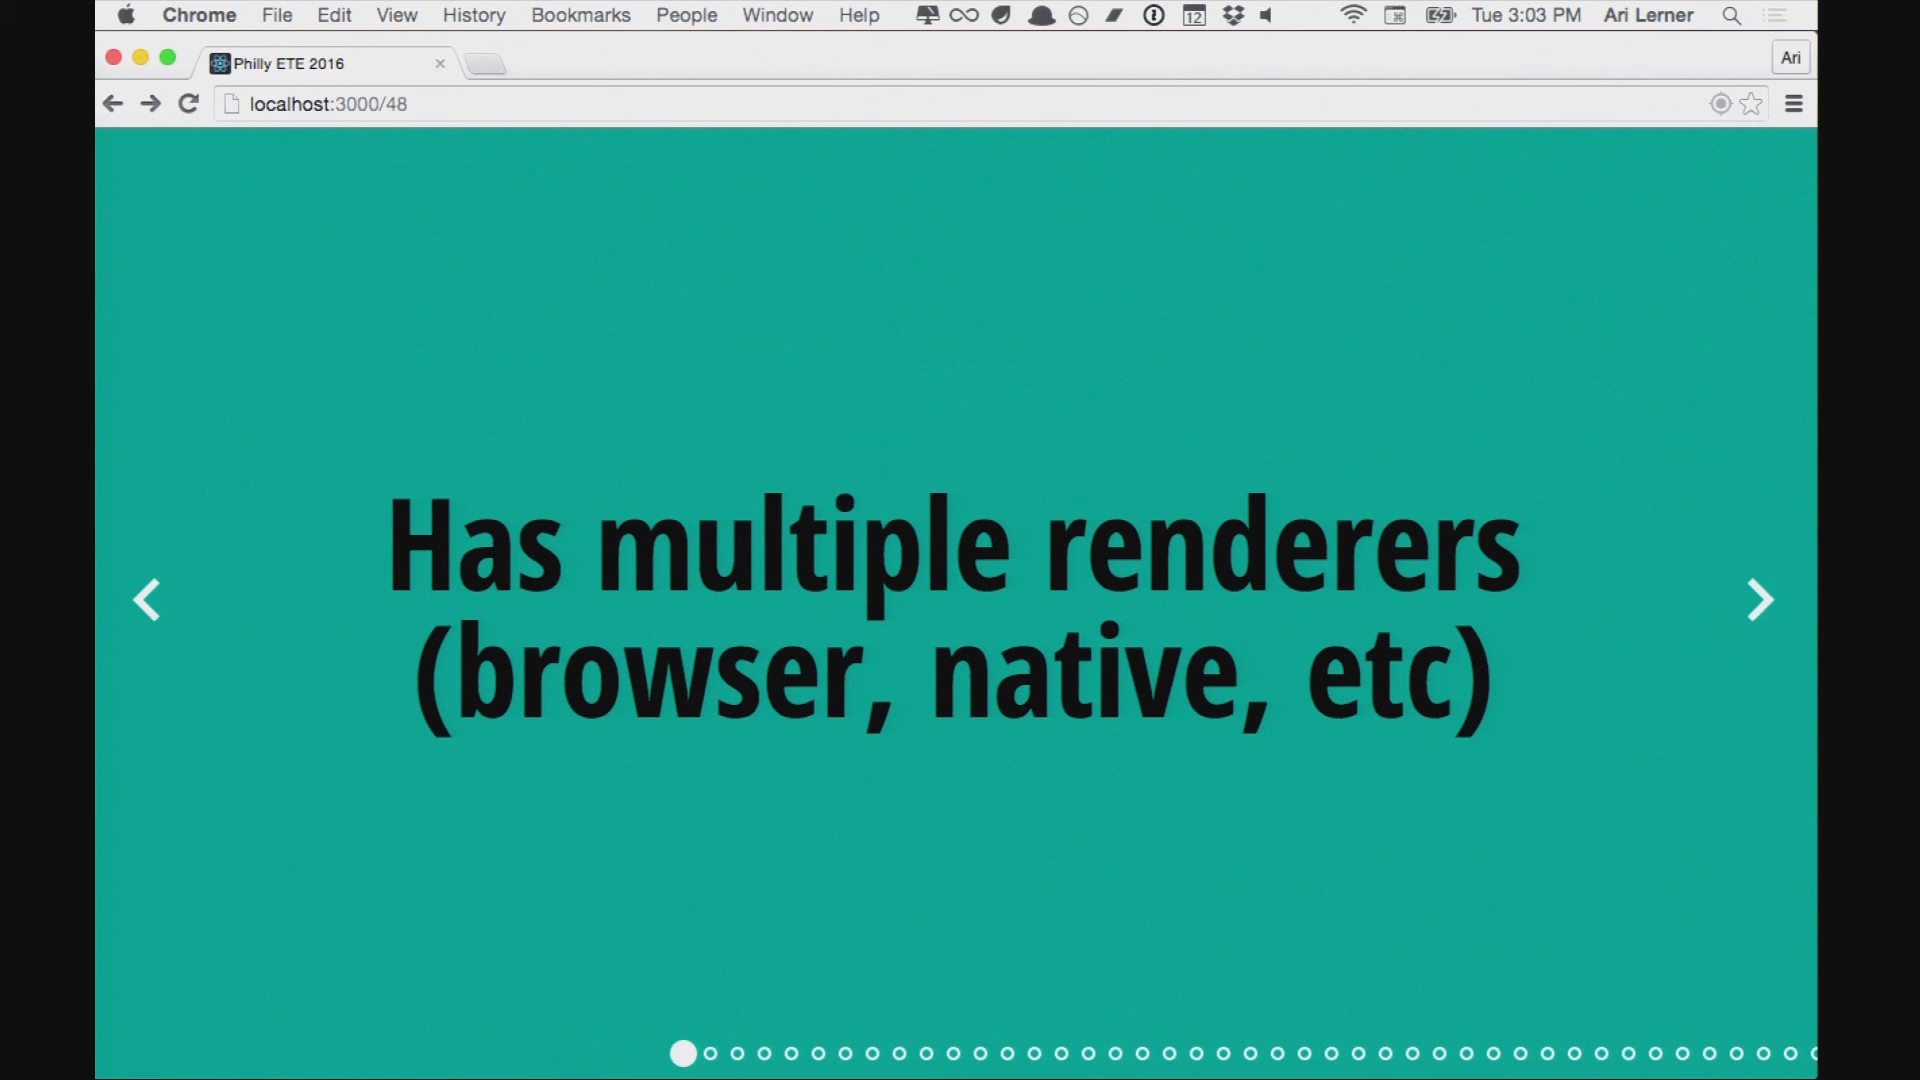 Chrome File Edit View History Bookmarks People Window Help 12 Tue 3:03 PM Ari Lerner
Philly ETE 2016
Ari
localhost:3000/48
Has multiple renderers
(browser, native, etc)